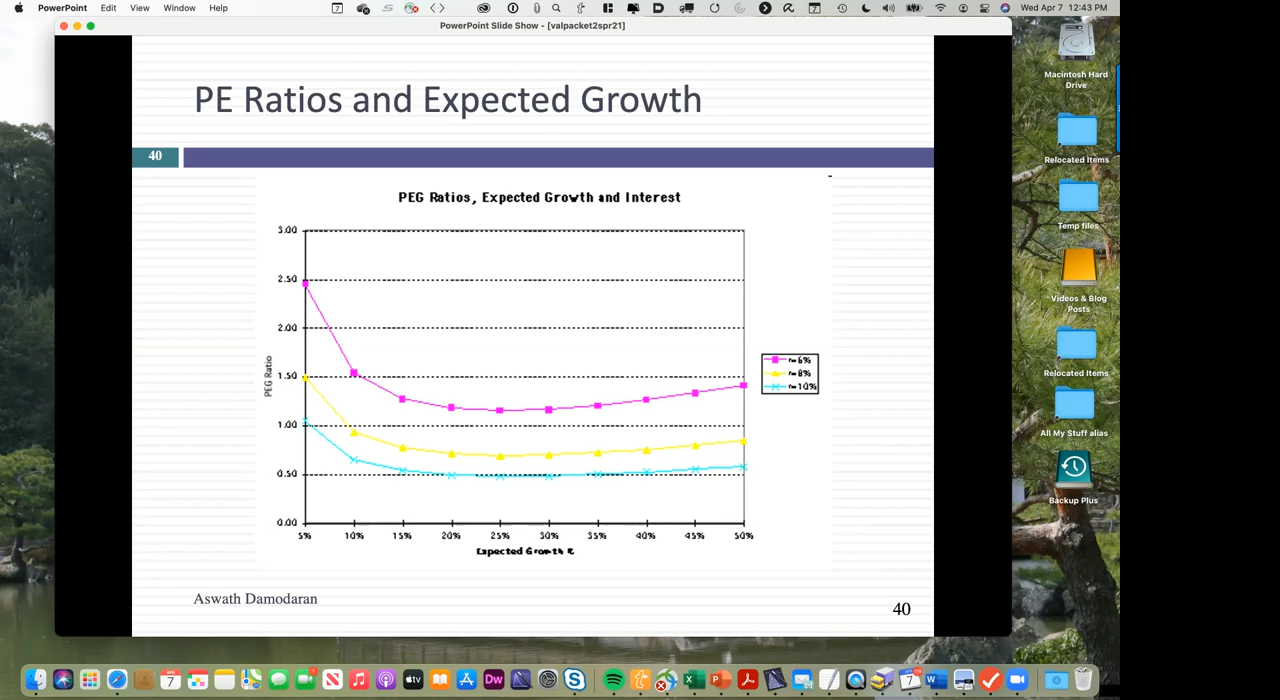 PowerPoint Edit View Window Help
Wed Apr 7 12:43 PM
PowerPoint Slide Show - [valpacket2spr21]
PE Ratios and Expected Growth
40
PEG Ratios, Expected Growth and Interest
3.00
2.50
2.00
1.50
1.00
0.50
0.00
PEG Ratio
5% 10% 15% 20% 25% 30% 35% 40% 45% 50%
Expected Growth %
r=6%
r=8%
r=10%
Aswath Damodaran
40
Macintosh Hard
Drive
Relocated Items
Temp files
Videos & Blog
Posts
Relocated Items
All My Stuff alias
Backup Plus